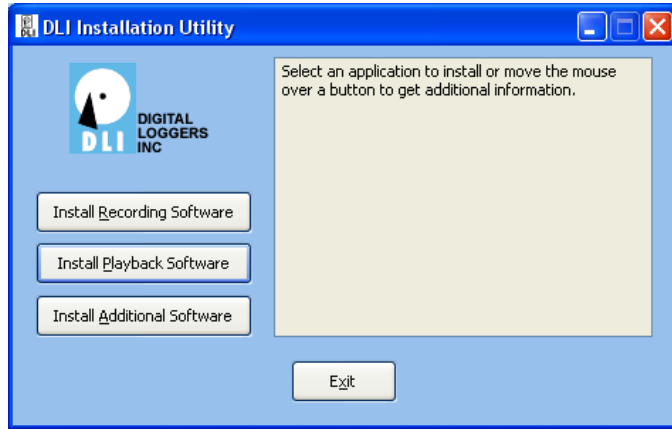 DLI Installation Utility
DLI
DIGITAL
LOGGERS
INC
Select an application to install or move the mouse
over a button to get additional information.
Install Recording Software
Install Playback Software
Install Additional Software
Exit